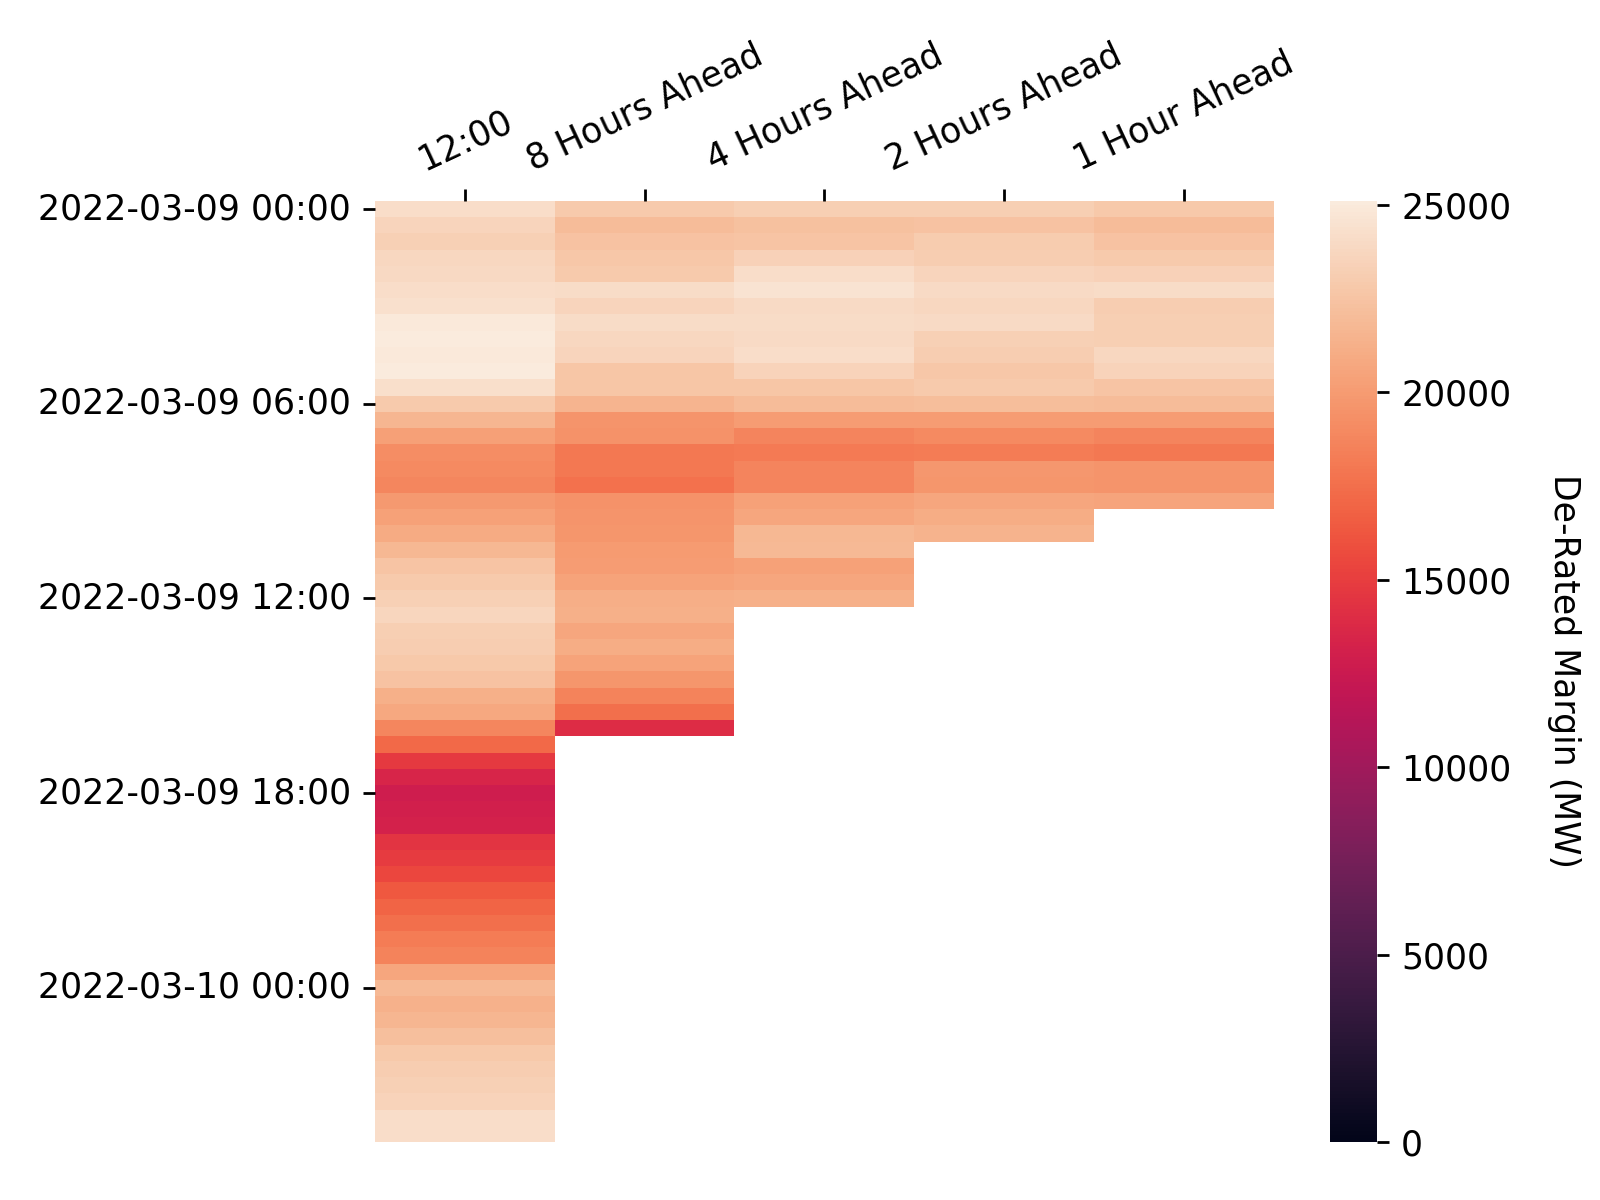 12:00
8 Hours Ahead
4 Hours Ahead
2 Hours Ahead
1 Hour Ahead
2022-03-09 00:00
2022-03-09 06:00
2022-03-09 12:00
2022-03-09 18:00
2022-03-10 00:00
25000
20000
15000
10000
5000
0
De-Rated Margin (MW)